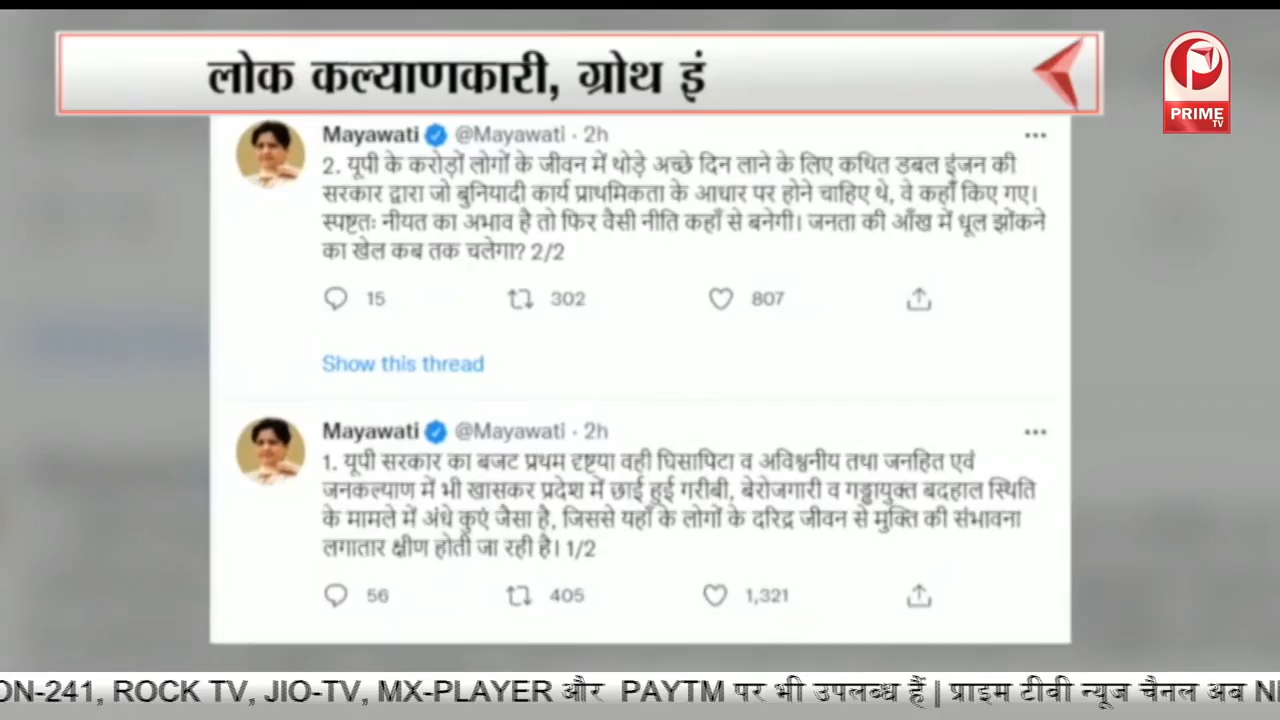 लोक कल्याणकारी, ग्रोथ इं
PRIME
TV
Mayawati @Mayawati · 2h
2. यूपी के करोड़ों लोगों के जीवन में थोड़े अच्छे दिन लाने के लिए कथित डबल इंजन की
सरकार द्वारा जो बुनियादी कार्य प्राथमिकता के आधार पर होने चाहिए थे, वे कहाँ किए गए।
स्पष्टतः नीयत का अभाव है तो फिर वैसी नीति कहाँ से बनेगी। जनता की आँख में धूल झोंकने
का खेल कब तक चलेगा? 2/2
15 302 807
Show this thread
Mayawati @Mayawati · 2h
1. यूपी सरकार का बजट प्रथम दृष्टया वही घिसापिटा व अविश्वनीय तथा जनहित एवं
जनकल्याण में भी खासकर प्रदेश में छाई हुई गरीबी, बेरोजगारी व गड्ढायुक्त बदहाल स्थिति
के मामले में अंधे कुएं जैसा है, जिससे यहाँ के लोगों के दरिद्र जीवन से मुक्ति की संभावना
लगातार क्षीण होती जा रही है। 1/2
56 405 1,321
ON-241, ROCK TV, JIO-TV, MX-PLAYER और PAYTM पर भी उपलब्ध हैं | प्राइम टीवी न्यूज चैनल अब